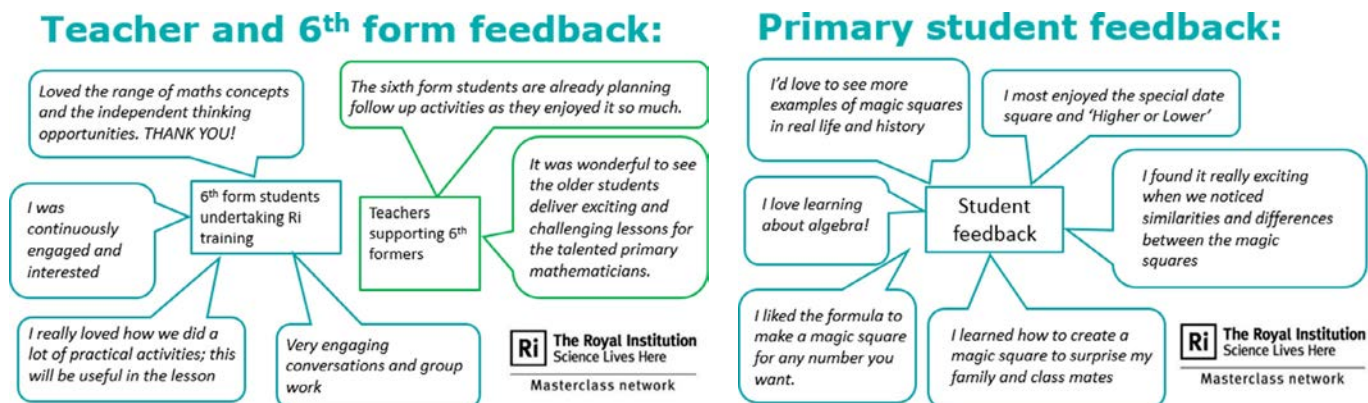 Teacher and 6th form feedback:
Loved the range of maths concepts
and the independent thinking
opportunities. THANK YOU!
The sixth form students are already planning
follow up activities as they enjoyed it so much.
I was
continuously
engaged and
interested
6th form students
undertaking Ri
training
Teachers
supporting 6th
formers
It was wonderful to see
the older students
deliver exciting and
challenging lessons for
the talented primary
mathematicians.
I really loved how we did a
lot of practical activities; this
will be useful in the lesson
Very engaging
conversations and group
work
Ri The Royal Institution
Science Lives Here
Masterclass network
Primary student feedback:
I'd love to see more
examples of magic squares
in real life and history
I most enjoyed the special date
square and 'Higher or Lower'
I love learning
about algebra!
Student
feedback
I found it really exciting
when we noticed
similarities and differences
between the magic
squares
I liked the formula to
make a magic square
for any number you
want.
I learned how to create a
magic square to surprise my
family and class mates
Ri The Royal Institution
Science Lives Here
Masterclass network